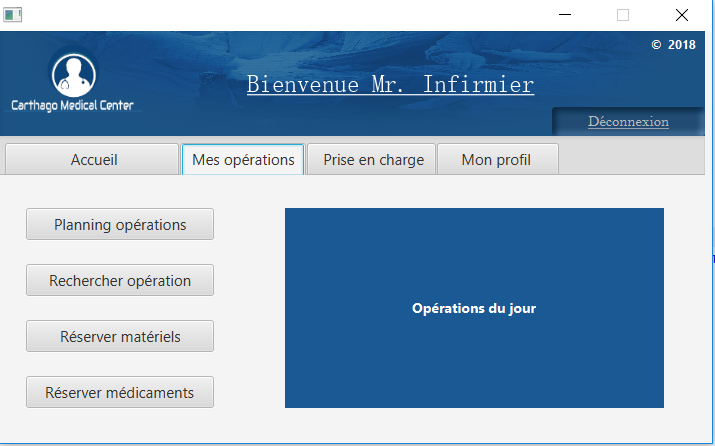 © 2018
Bienvenue Mr. Infirmier
Carthago Medical Center
Déconnexion
Accueil
Mes opérations
Prise en charge
Mon profil
Planning opérations
Rechercher opération
Réserver matériels
Réserver médicaments
Opérations du jour